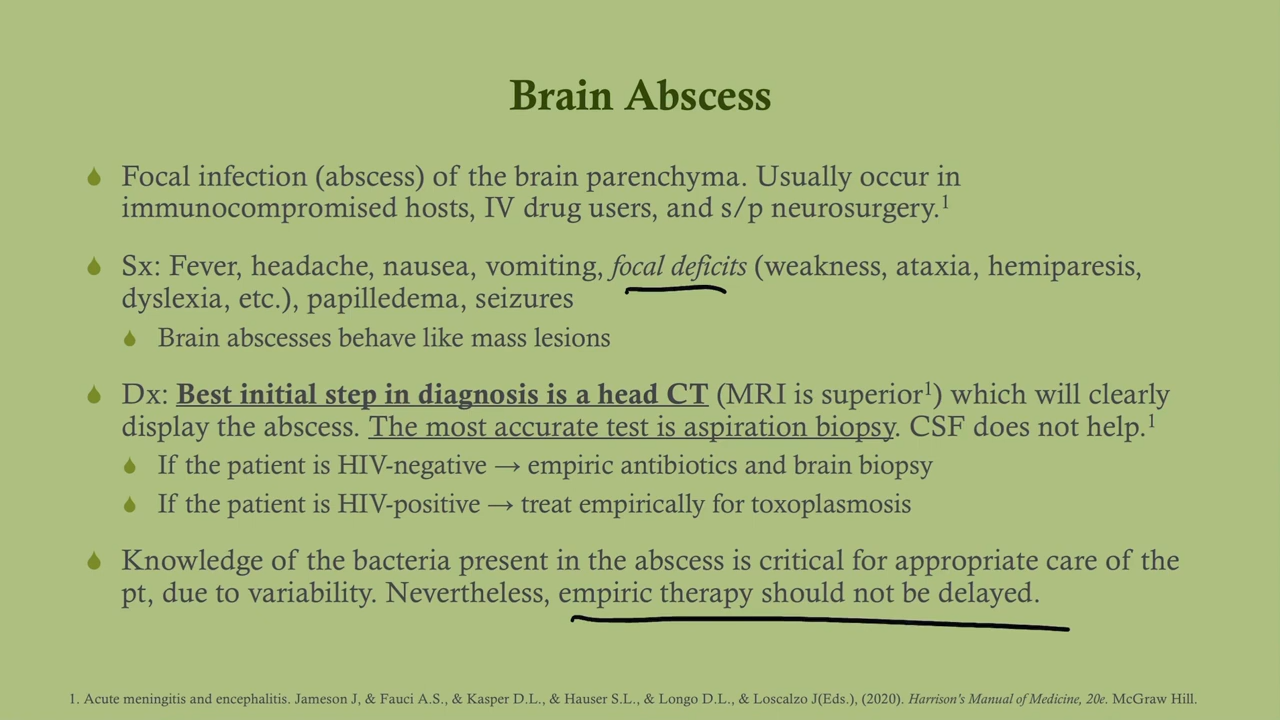 Brain Abscess
Focal infection (abscess) of the brain parenchyma. Usually occur in
immunocompromised hosts, IV drug users, and s/p neurosurgery.¹
Sx: Fever, headache, nausea, vomiting, focal deficits (weakness, ataxia, hemiparesis,
dyslexia, etc.), papilledema, seizures
Brain abscesses behave like mass lesions
Dx: Best initial step in diagnosis is a head CT (MRI is superior¹) which will clearly
display the abscess. The most accurate test is aspiration biopsy. CSF does not help.¹
If the patient is HIV-negative → empiric antibiotics and brain biopsy
If the patient is HIV-positive → treat empirically for toxoplasmosis
Knowledge of the bacteria present in the abscess is critical for appropriate care of the
pt, due to variability. Nevertheless, empiric therapy should not be delayed.
1. Acute meningitis and encephalitis. Jameson J, & Fauci A.S., & Kasper D.L., & Hauser S.L., & Longo D.L., & Loscalzo J(Eds.), (2020). Harrison's Manual of Medicine, 20e. McGraw Hill.